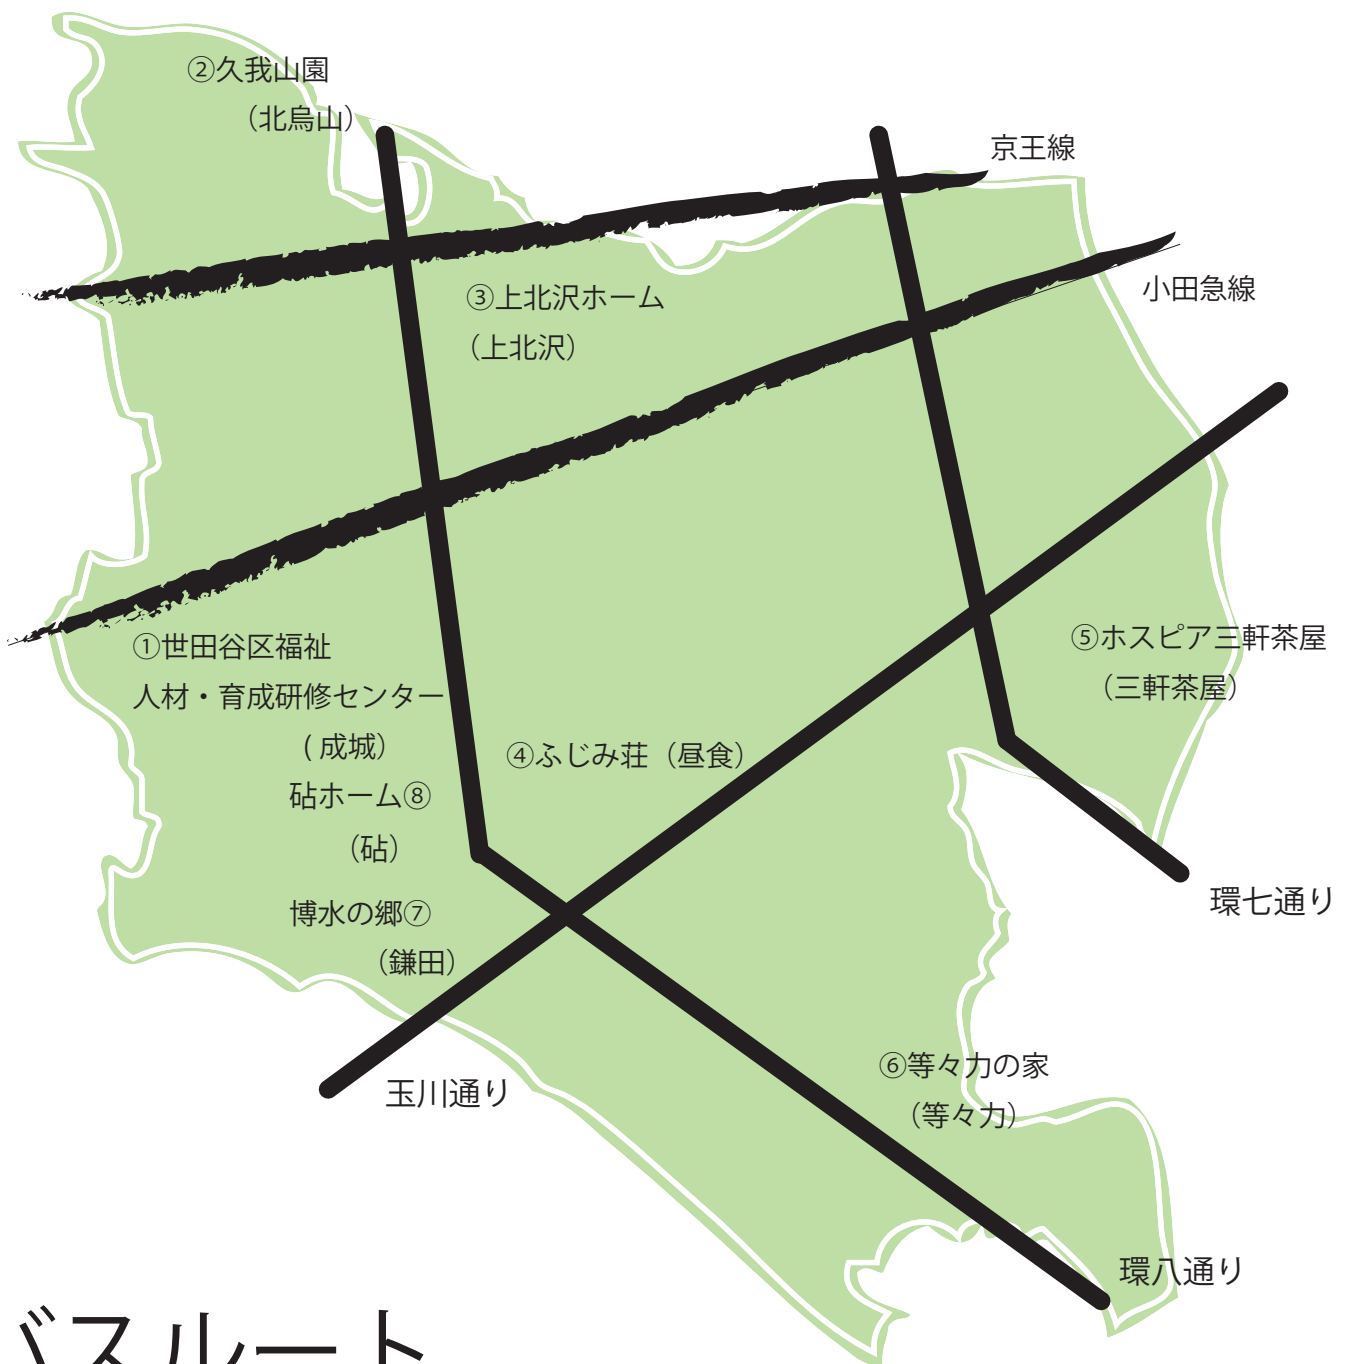 ②久我山園
（北烏山）
京王線
小田急線
③上北沢ホーム
（上北沢）
①世田谷区福祉
人材・育成研修センター
( 成城）
⑤ホスピア三軒茶屋
（三軒茶屋）
④ふじみ荘（昼食）
砧ホーム⑧
（砧）
環七通り
博水の郷⑦
（鎌田）
⑥等々力の家
（等々力）
玉川通り
環八通り
バスルート